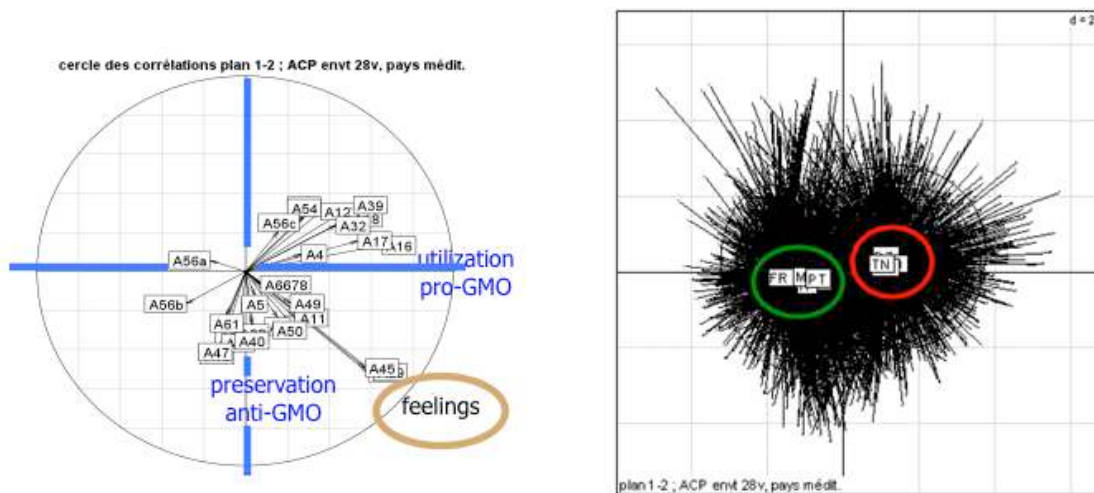 cercle des corrélations plan 1-2 ; ACP envt 28v, pays médit.
A54
A12
A39
A56c
A32
8
A17
A16
A4
A56a
utilization
pro-GMO
A6678
A56b
A5
A49
A11
A61
A50
A40
A47
A45
preservation
anti-GMO
feelings
d = 2
FR
M
PT
TN
plan 1-2 ; ACP envt 28v, pays médit.